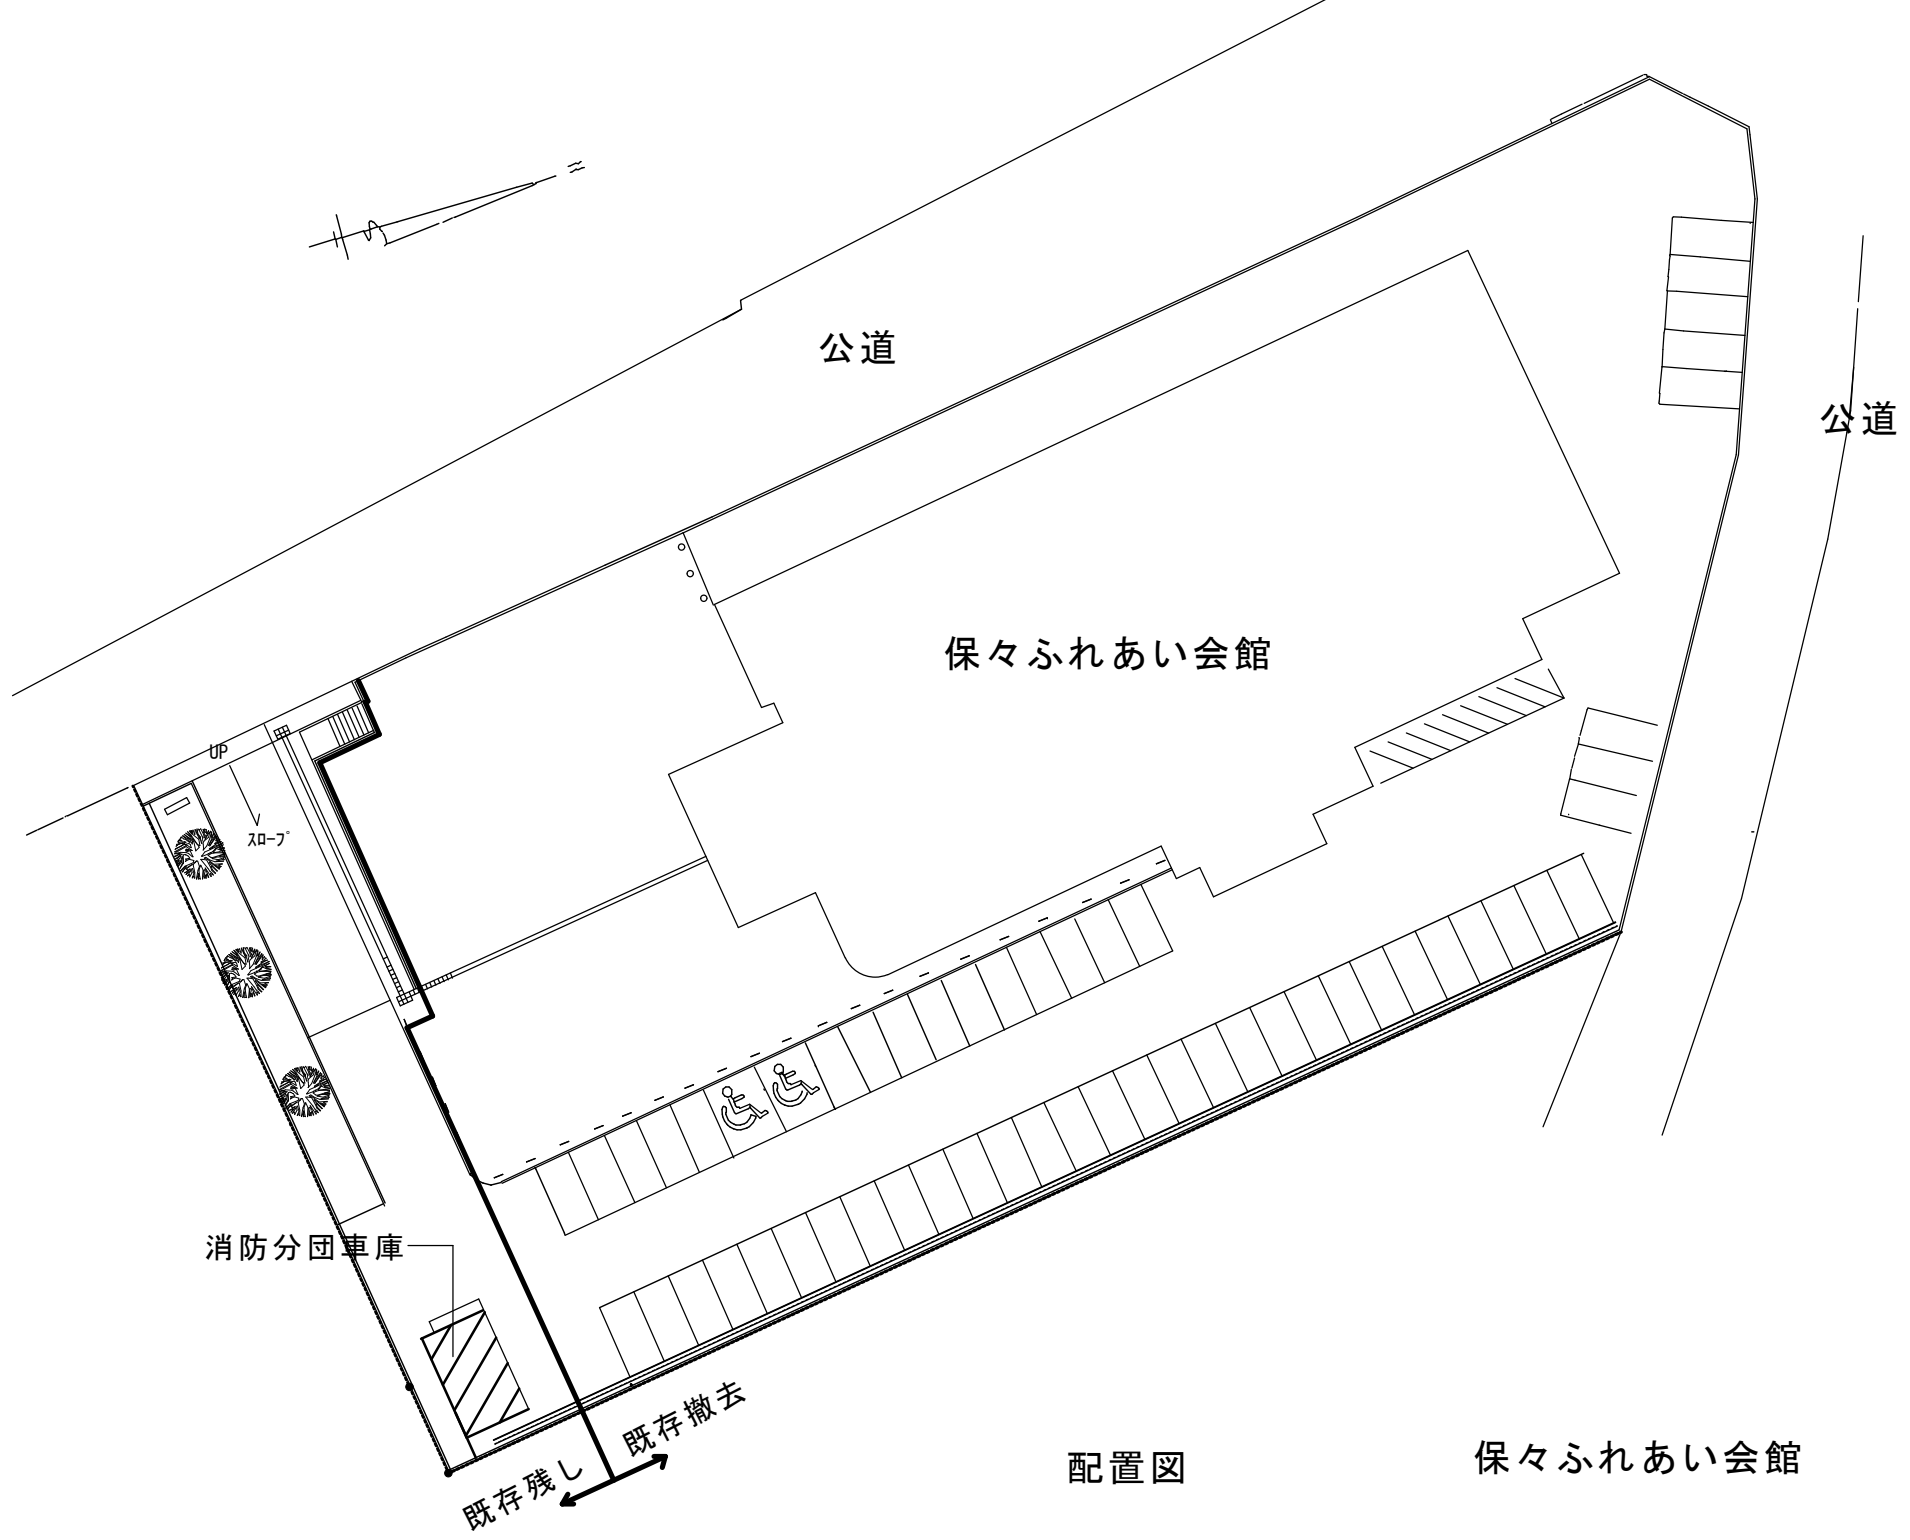 公道
公道
保々ふれあい会館
UP
ｽﾛｰﾌﾟ
消防分団車庫
既存撤去
既存残し
配置図
保々ふれあい会館